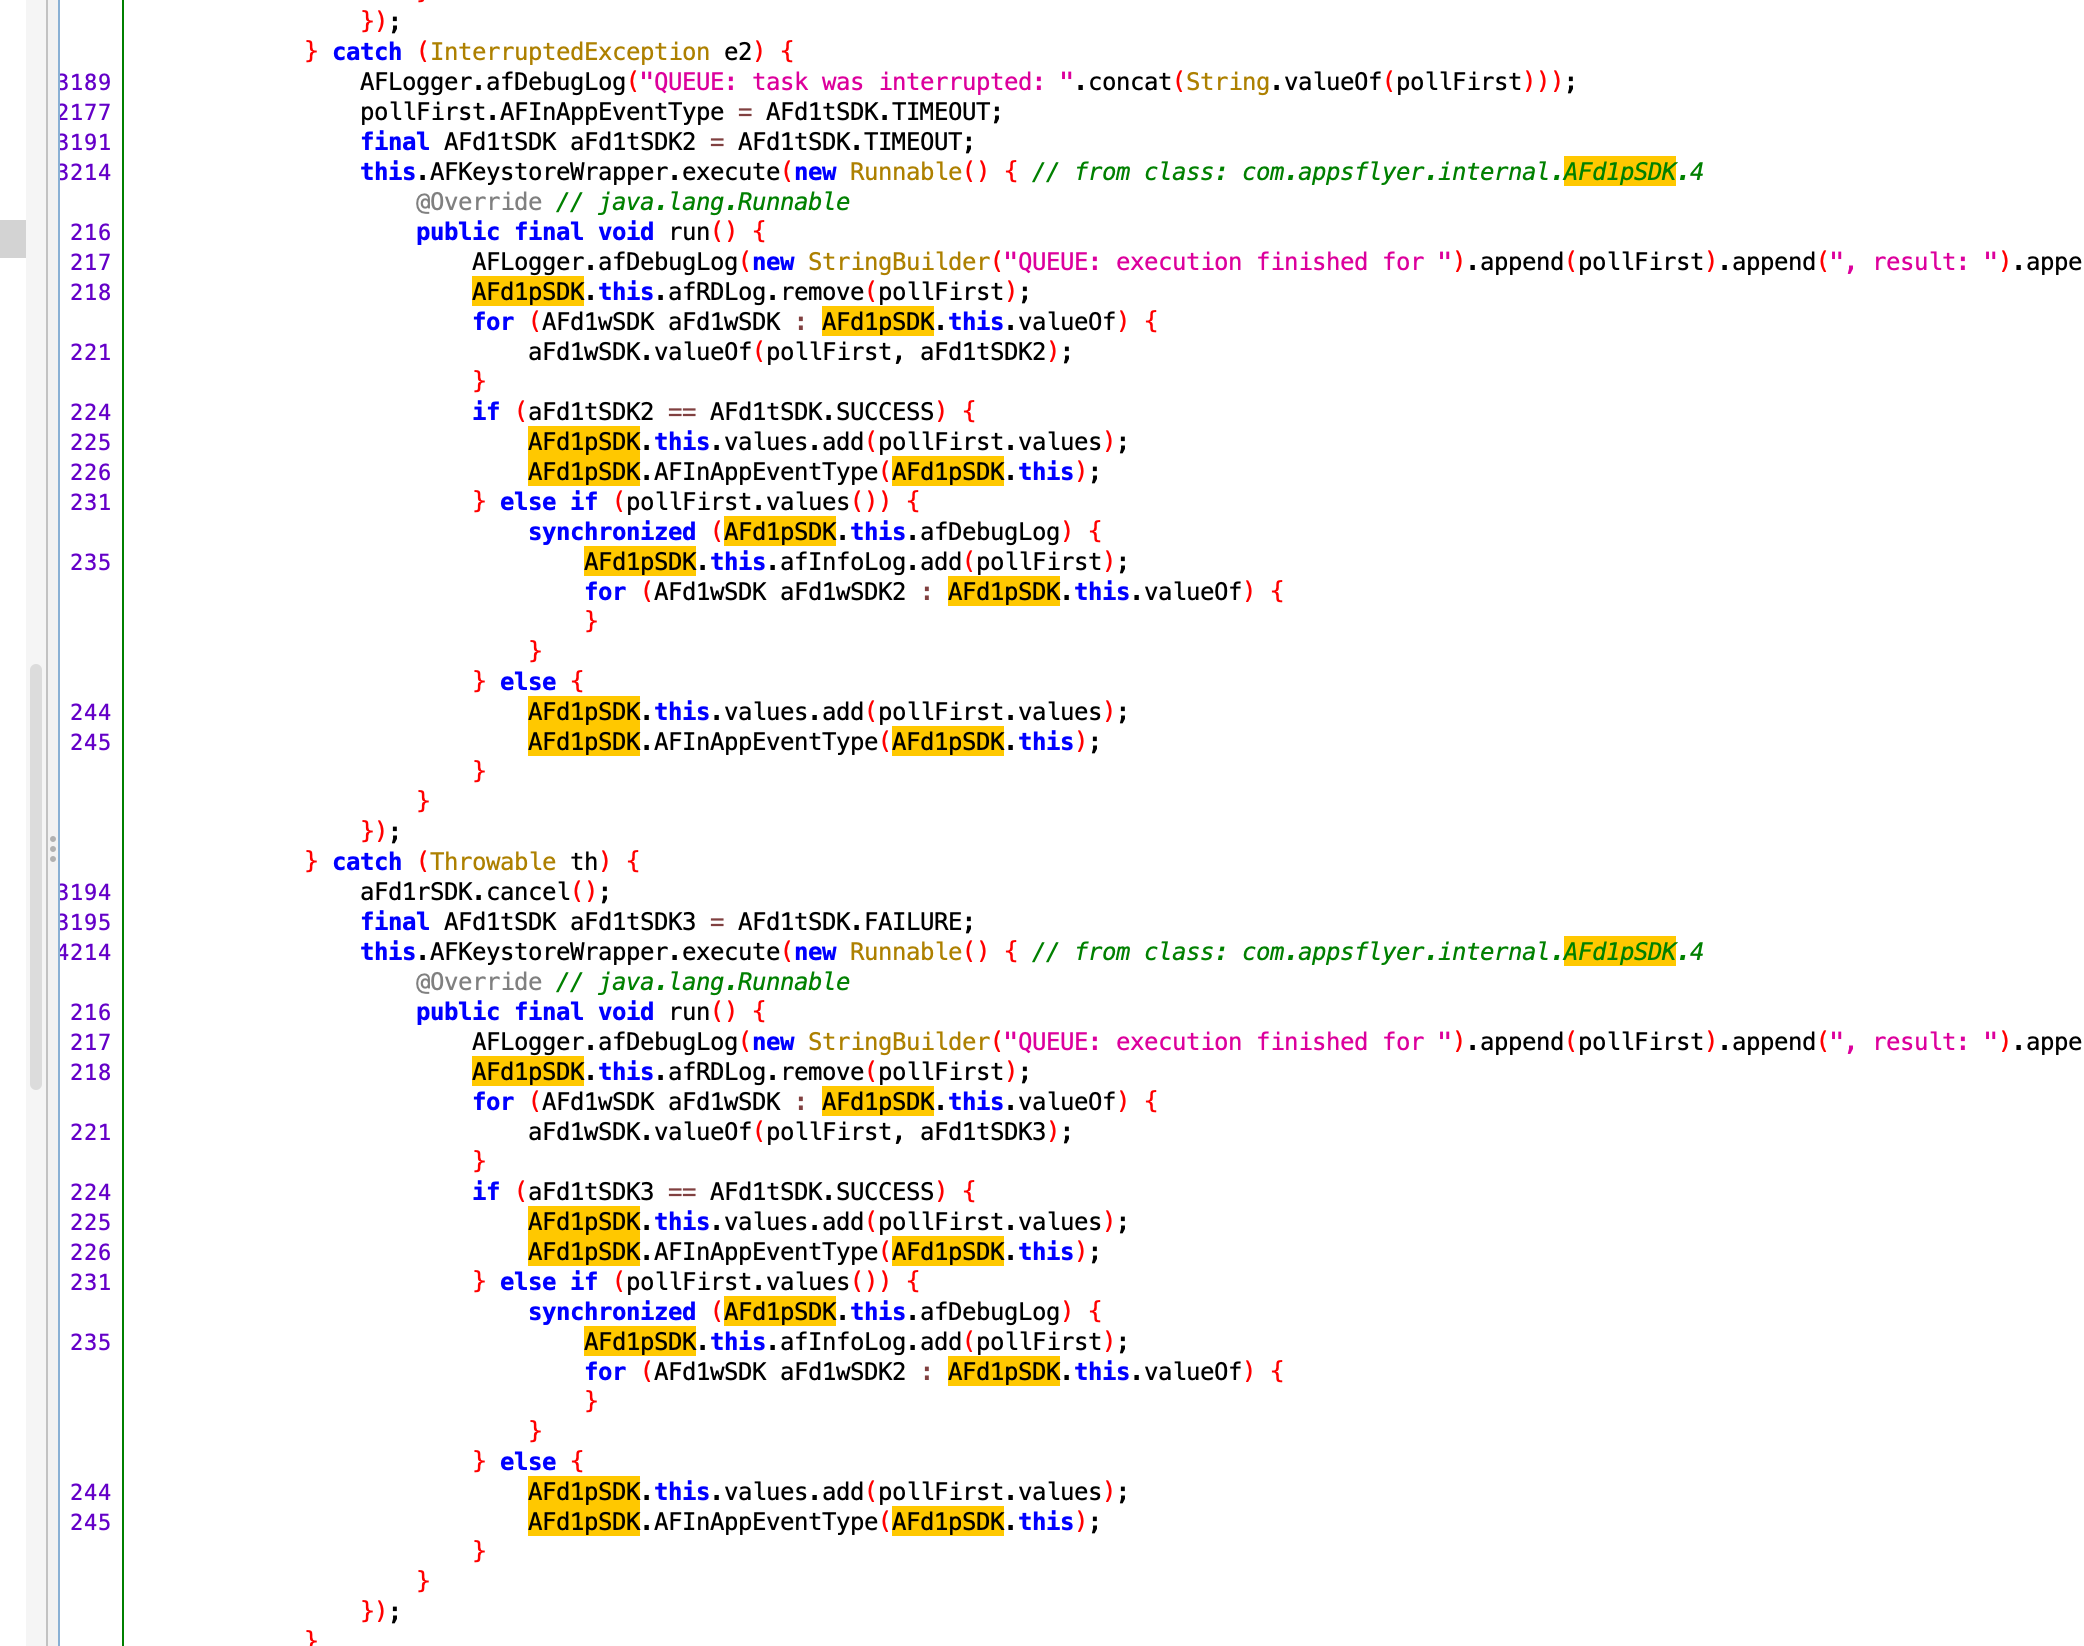 });
} catch (InterruptedException e2) {
3189 AFLogger.afDebugLog("QUEUE: task was interrupted: ".concat(String.valueOf(pollFirst)));
2177 pollFirst.AFInAppEventType = AFd1tSDK.TIMEOUT;
3191 final AFd1tSDK aFd1tSDK2 = AFd1tSDK.TIMEOUT;
3214 this.AFKeystoreWrapper.execute(new Runnable() { // from class: com.appsflyer.internal.AFd1pSDK.4
@Override // java.lang.Runnable
216 public final void run() {
217 AFLogger.afDebugLog(new StringBuilder("QUEUE: execution finished for ").append(pollFirst).append(", result: ").appe
218 AFd1pSDK.this.afRDLog.remove(pollFirst);
for (AFd1wSDK aFd1wSDK : AFd1pSDK.this.valueOf) {
221 aFd1wSDK.valueOf(pollFirst, aFd1tSDK2);
}
224 if (aFd1tSDK2 == AFd1tSDK.SUCCESS) {
225 AFd1pSDK.this.values.add(pollFirst.values);
226 AFd1pSDK.AFInAppEventType(AFd1pSDK.this);
231 } else if (pollFirst.values()) {
synchronized (AFd1pSDK.this.afDebugLog) {
235 AFd1pSDK.this.afInfoLog.add(pollFirst);
for (AFd1wSDK aFd1wSDK2 : AFd1pSDK.this.valueOf) {
}
}
} else {
244 AFd1pSDK.this.values.add(pollFirst.values);
245 AFd1pSDK.AFInAppEventType(AFd1pSDK.this);
}
}
});
} catch (Throwable th) {
3194 aFd1rSDK.cancel();
3195 final AFd1tSDK aFd1tSDK3 = AFd1tSDK.FAILURE;
4214 this.AFKeystoreWrapper.execute(new Runnable() { // from class: com.appsflyer.internal.AFd1pSDK.4
@Override // java.lang.Runnable
216 public final void run() {
217 AFLogger.afDebugLog(new StringBuilder("QUEUE: execution finished for ").append(pollFirst).append(", result: ").appe
218 AFd1pSDK.this.afRDLog.remove(pollFirst);
for (AFd1wSDK aFd1wSDK : AFd1pSDK.this.valueOf) {
221 aFd1wSDK.valueOf(pollFirst, aFd1tSDK3);
}
224 if (aFd1tSDK3 == AFd1tSDK.SUCCESS) {
225 AFd1pSDK.this.values.add(pollFirst.values);
226 AFd1pSDK.AFInAppEventType(AFd1pSDK.this);
231 } else if (pollFirst.values()) {
synchronized (AFd1pSDK.this.afDebugLog) {
235 AFd1pSDK.this.afInfoLog.add(pollFirst);
for (AFd1wSDK aFd1wSDK2 : AFd1pSDK.this.valueOf) {
}
}
} else {
244 AFd1pSDK.this.values.add(pollFirst.values);
245 AFd1pSDK.AFInAppEventType(AFd1pSDK.this);
}
}
});
}